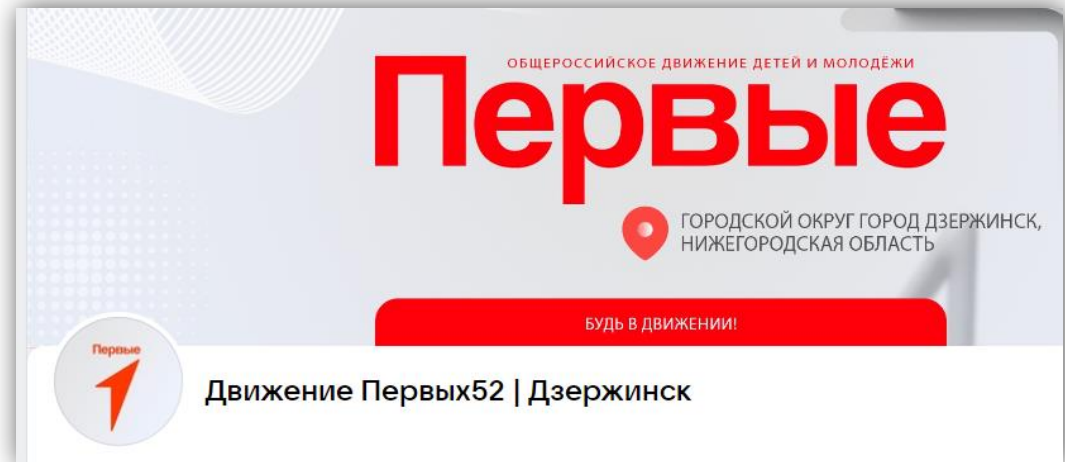 ОБЩЕРОССИЙСКОЕ ДВИЖЕНИЕ ДЕТЕЙ И МОЛОДЁЖИ
Первые
ГОРОДСКОЙ ОКРУГ ГОРОД ДЗЕРЖИНСК,
НИЖЕГОРОДСКАЯ ОБЛАСТЬ
БУДЬ В ДВИЖЕНИИ!
Первые
Движение Первых52 | Дзержинск